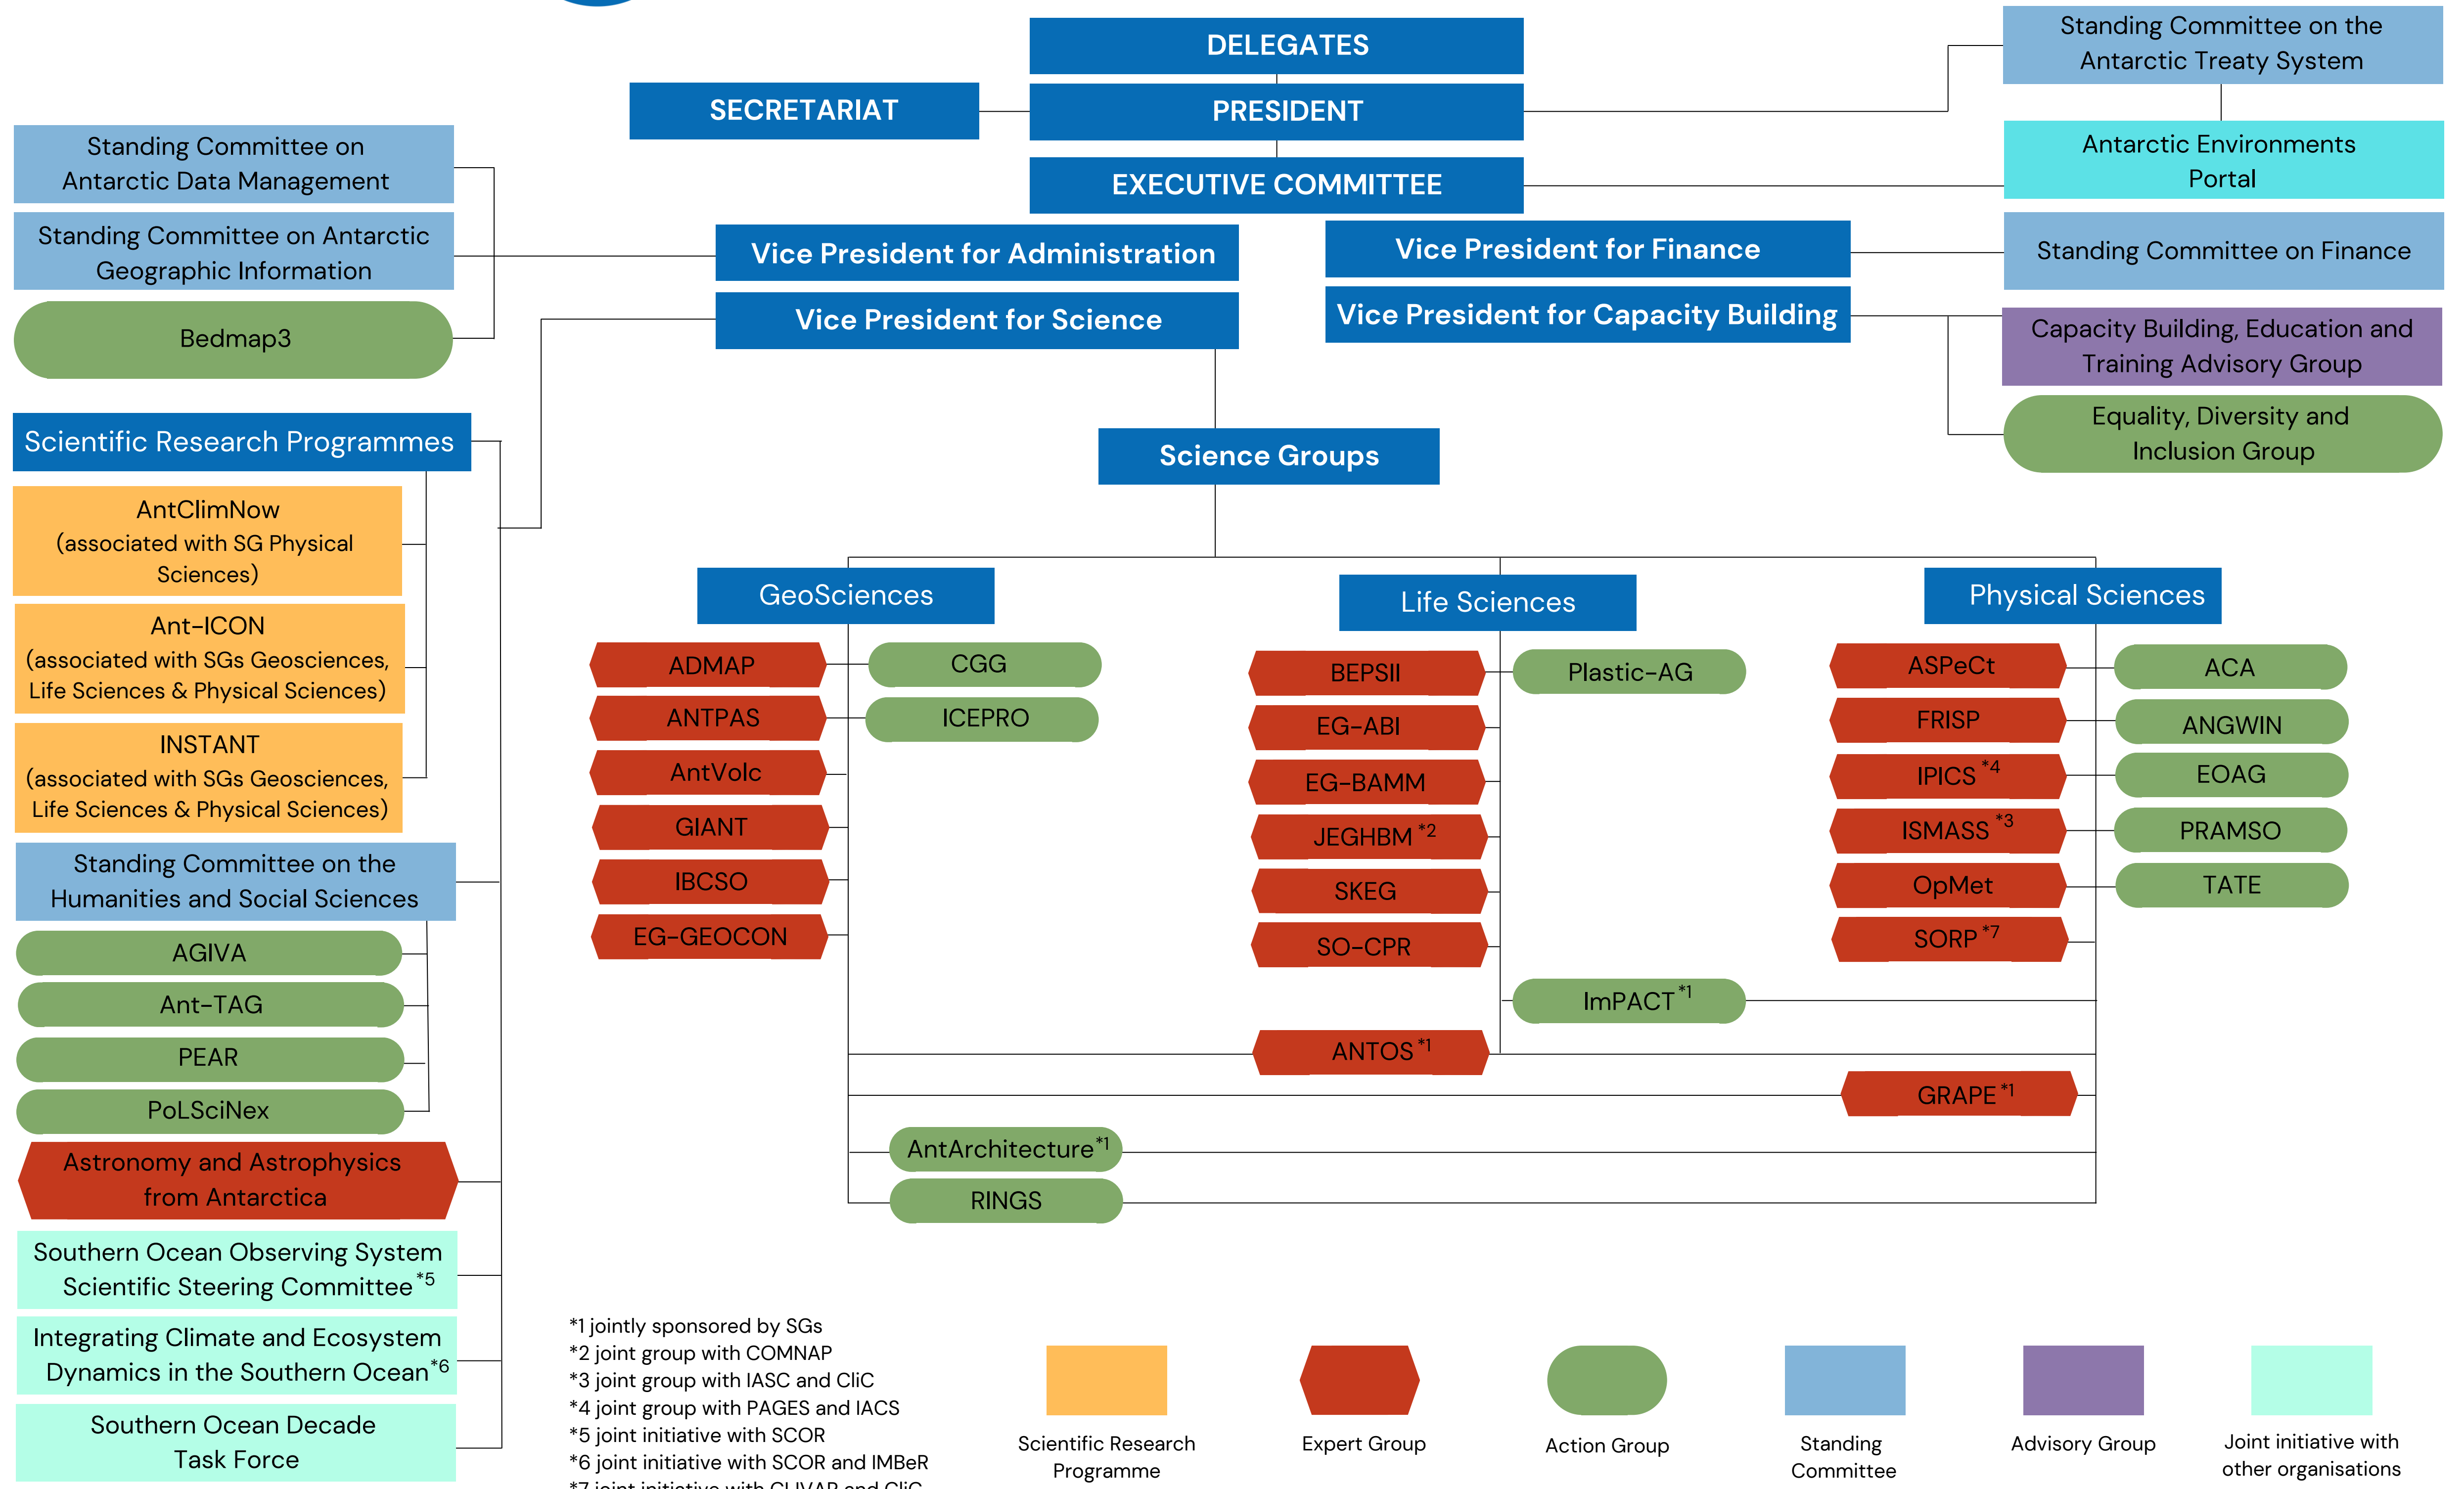 DELEGATES
SECRETARIAT
PRESIDENT
EXECUTIVE COMMITTEE
Standing Committee on the
Antarctic Treaty System
Antarctic Environments
Portal
Standing Committee on
Antarctic Data Management
Standing Committee on Antarctic
Geographic Information
Bedmap3
Vice President for Administration
Vice President for Science
Vice President for Finance
Vice President for Capacity Building
Standing Committee on Finance
Capacity Building, Education and
Training Advisory Group
Equality, Diversity and
Inclusion Group
Scientific Research Programmes
AntClimNow
(associated with SG Physical
Sciences)
Ant-ICON
(associated with SGs Geosciences,
Life Sciences & Physical Sciences)
INSTANT
(associated with SGs Geosciences,
Life Sciences & Physical Sciences)
Standing Committee on the
Humanities and Social Sciences
AGIVA
Ant-TAG
PEAR
PoLSciNex
Astronomy and Astrophysics
from Antarctica
Southern Ocean Observing System
Scientific Steering Committee *5
Integrating Climate and Ecosystem
Dynamics in the Southern Ocean*6
Southern Ocean Decade
Task Force
Science Groups
GeoSciences
ADMAP
CGG
ANTPAS
ICEPRO
AntVolc
GIANT
IBCSO
EG-GEOCON
Life Sciences
BEPSII
Plastic-AG
EG-ABI
EG-BAMM
JEGHBM *2
SKEG
SO-CPR
ImPACT *1
ANTOS *1
Physical Sciences
ASPeCt
ACA
FRISP
ANGWIN
IPICS *4
EOAG
ISMASS *3
PRAMSO
OpMet
TATE
SORP *7
GRAPE *1
AntArchitecture*1
RINGS
*1 jointly sponsored by SGs
*2 joint group with COMNAP
*3 joint group with IASC and CliC
*4 joint group with PAGES and IACS
*5 joint initiative with SCOR
*6 joint initiative with SCOR and IMBeR
*7 joint initiative with CLIVAR and CliC
Scientific Research
Programme
Expert Group
Action Group
Standing
Committee
Advisory Group
Joint initiative with
other organisations